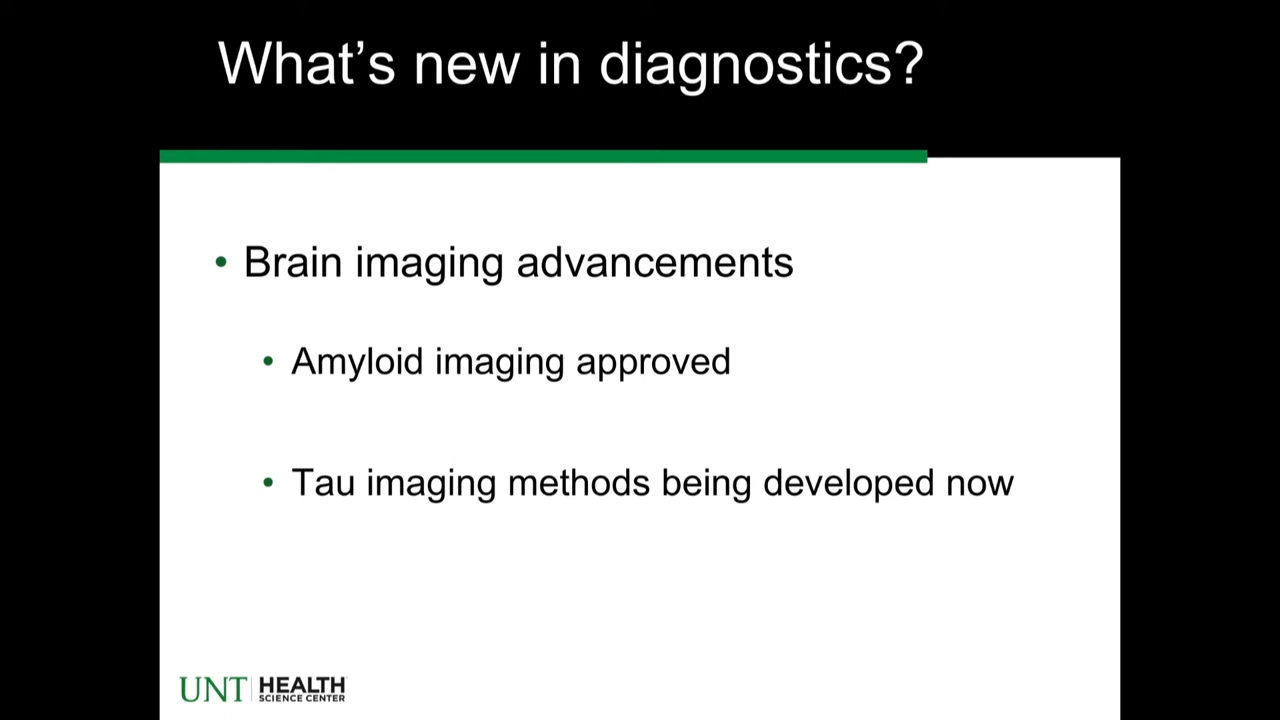 What's new in diagnostics?
• Brain imaging advancements
• Amyloid imaging approved
• Tau imaging methods being developed now
UNT HEALTH
SCIENCE CENTER